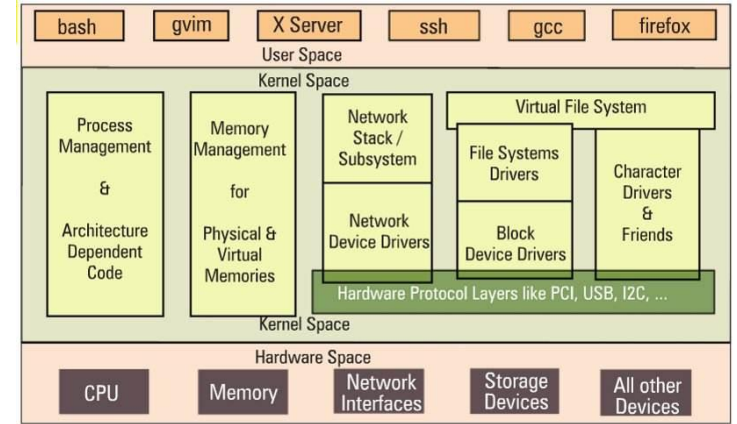 bash
gvim
X Server
ssh
gcc
firefox
User Space
Kernel Space
Process
Management
&
Architecture
Dependent
Code
Memory
Management
for
Physical &
Virtual
Memories
Network
Stack /
Subsystem
Network
Device Drivers
Virtual File System
File Systems
Drivers
Block
Device Drivers
Character
Drivers
&
Friends
Hardware Protocol Layers like PCI, USB, I2C, ...
Kernel Space
Hardware Space
CPU
Memory
Network
Interfaces
Storage
Devices
All other
Devices